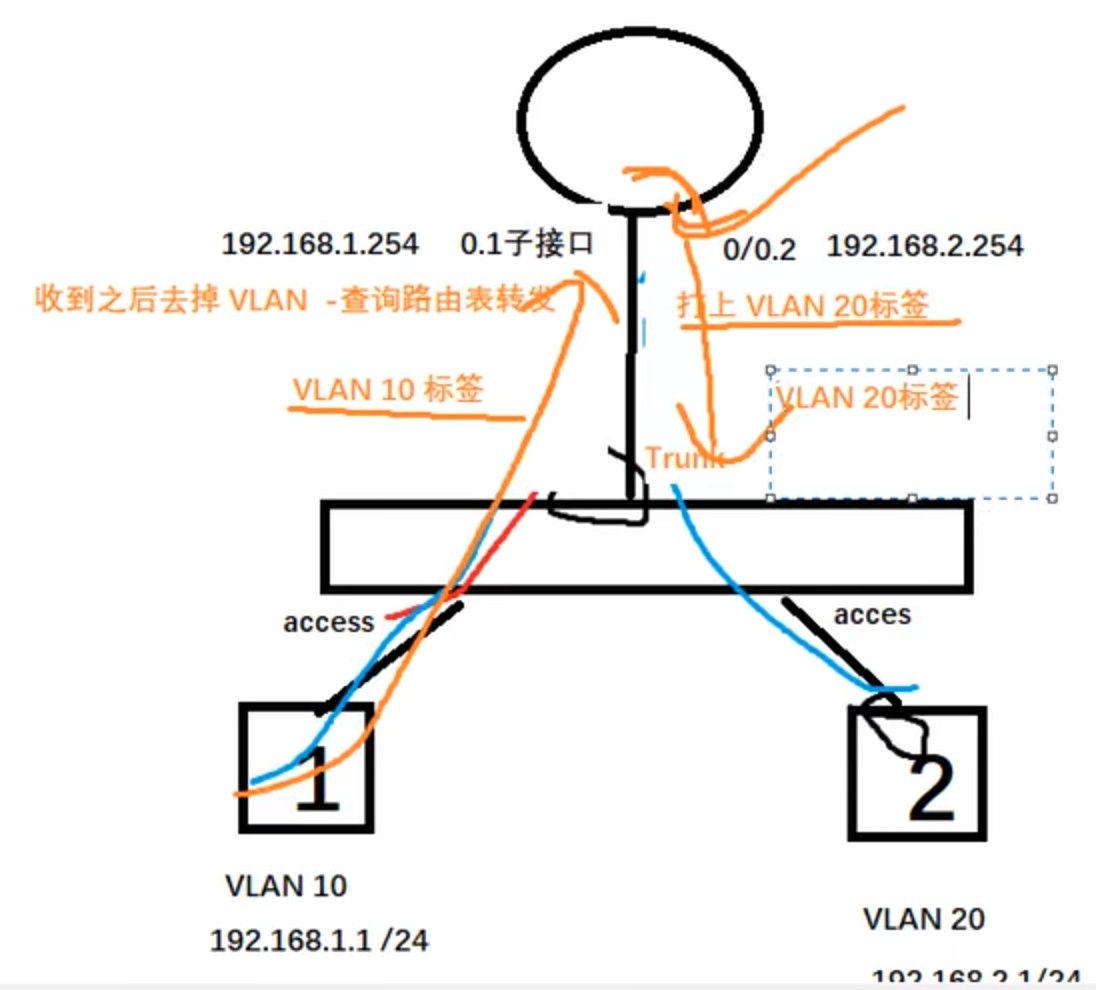 192.168.1.254 0.1子接口 0/0.2 192.168.2.254
收到之后去掉 VLAN -查询路由表转发 打上 VLAN 20标签
VLAN 10 标签 VLAN 20标签
Trunk
access acces
1 2
VLAN 10 VLAN 20
192.168.1.1 /24
192.168.2.1/24